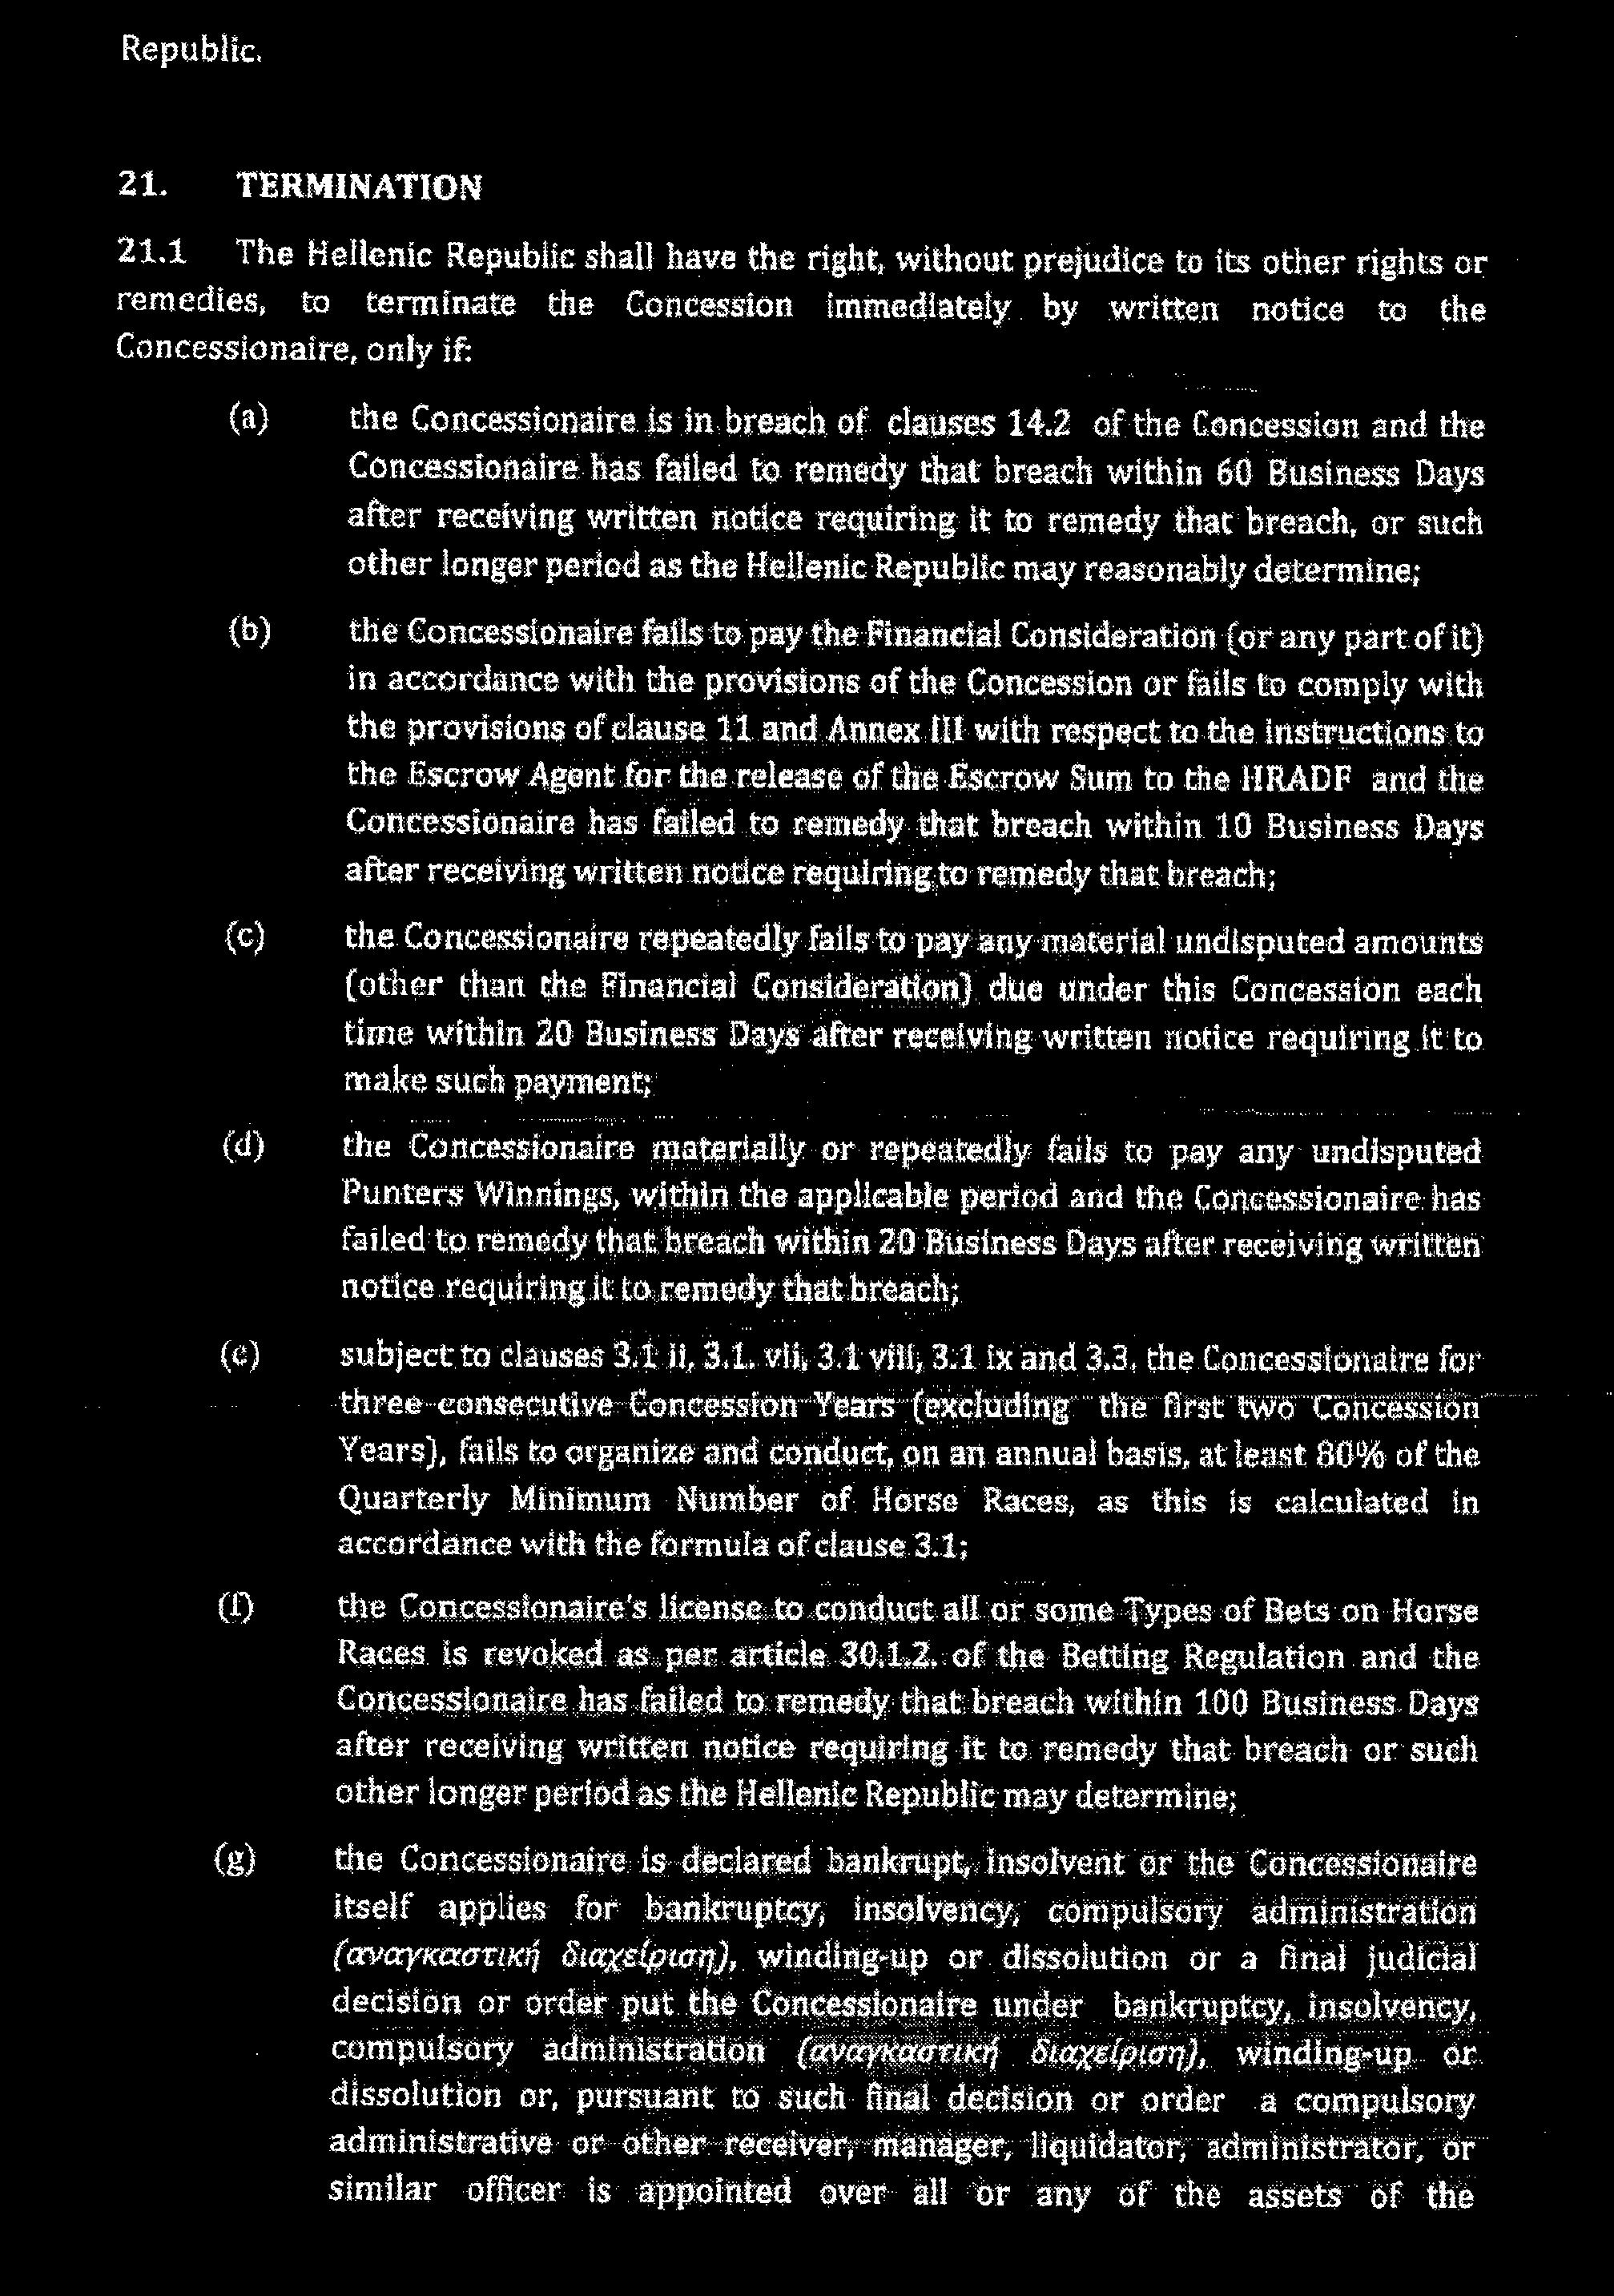 Republic.
21. TERMINATION
21.1 The Hellenic Republic shall have the right, without prejudice to its other rights or
remedies, to terminate the Concession immediately by written notice to the
Concessionaire, only if:
(a) the Concessionaire is in breach of clauses 14.2 of the Concession and the
Concessionaire has failed to remedy that breach within 60 Business Days
after receiving written notice requiring it to remedy that breach, or such
other longer period as the Hellenic Republic may reasonably determine;
(b) the Concessionaire fails to pay the Financial Consideration (or any part of it)
in accordance with the provisions of the Concession or fails to comply with
the provisions of clause 11 and Annex III with respect to the instructions to
the Escrow Agent for the release of the Escrow Sum to the HRADF and the
Concessionaire has failed to remedy that breach within 10 Business Days
after receiving written notice requiring to remedy that breach;
(c) the Concessionaire repeatedly fails to pay any material undisputed amounts
(other than the Financial Consideration) due under this Concession each
time within 20 Business Days after receiving written notice requiring it to
make such payment;
(d) the Concessionaire materially or repeatedly fails to pay any undisputed
Punters Winnings, within the applicable period and the Concessionaire has
failed to remedy that breach within 20 Business Days after receiving written
notice requiring it to remedy that breach;
(e) subject to clauses 3.1 ii, 3.1. vii, 3.1 viii, 3.1 ix and 3.3, the Concessionaire for
three consecutive Concession Years (excluding the first two Concession
Years), fails to organize and conduct, on an annual basis, at least 80% of the
Quarterly Minimum Number of Horse Races, as this is calculated in
accordance with the formula of clause 3.1;
(f) the Concessionaire's license to conduct all or some Types of Bets on Horse
Races is revoked as per article 30.1.2. of the Betting Regulation and the
Concessionaire has failed to remedy that breach within 100 Business Days
after receiving written notice requiring it to remedy that breach or such
other longer period as the Hellenic Republic may determine;
(g) the Concessionaire is declared bankrupt, insolvent or the Concessionaire
itself applies for bankruptcy, insolvency, compulsory administration
(αναγκαστική διαχείριση), winding-up or dissolution or a final judicial
decision or order put the Concessionaire under bankruptcy, insolvency,
compulsory administration (αναγκαστική διαχείριση), winding-up or
dissolution or, pursuant to such final decision or order a compulsory
administrative or other receiver, manager, liquidator, administrator, or
similar officer is appointed over all or any of the assets of the